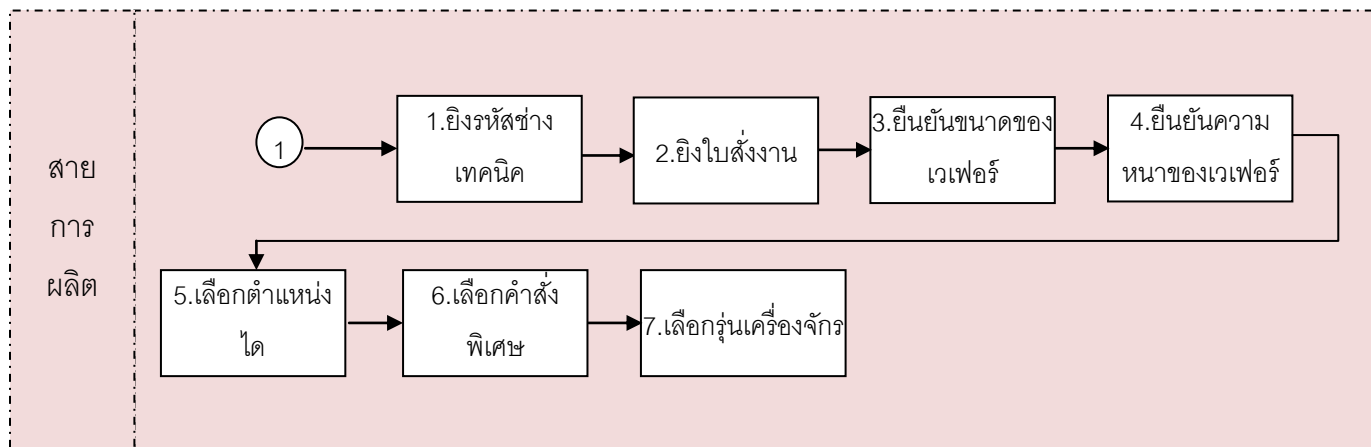 สาย
การ
ผลิต
1
1.ยิงรหัสช่าง
เทคนิค
2.ยิงใบสั่งงาน
3.ยืนยันขนาดของ
เวเฟอร์
4.ยืนยันความ
หนาของเวเฟอร์
5.เลือกตำแหน่ง
ได
6.เลือกคำสั่ง
พิเศษ
7.เลือกรุ่นเครื่องจักร